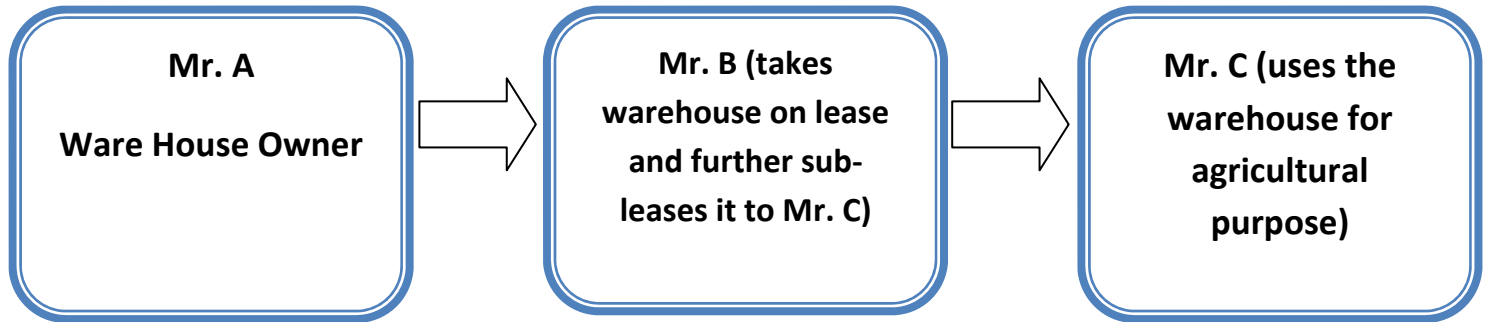 Mr. A
Ware House Owner
Mr. B (takes
warehouse on lease
and further sub-
leases it to Mr. C)
Mr. C (uses the
warehouse for
agricultural
purpose)